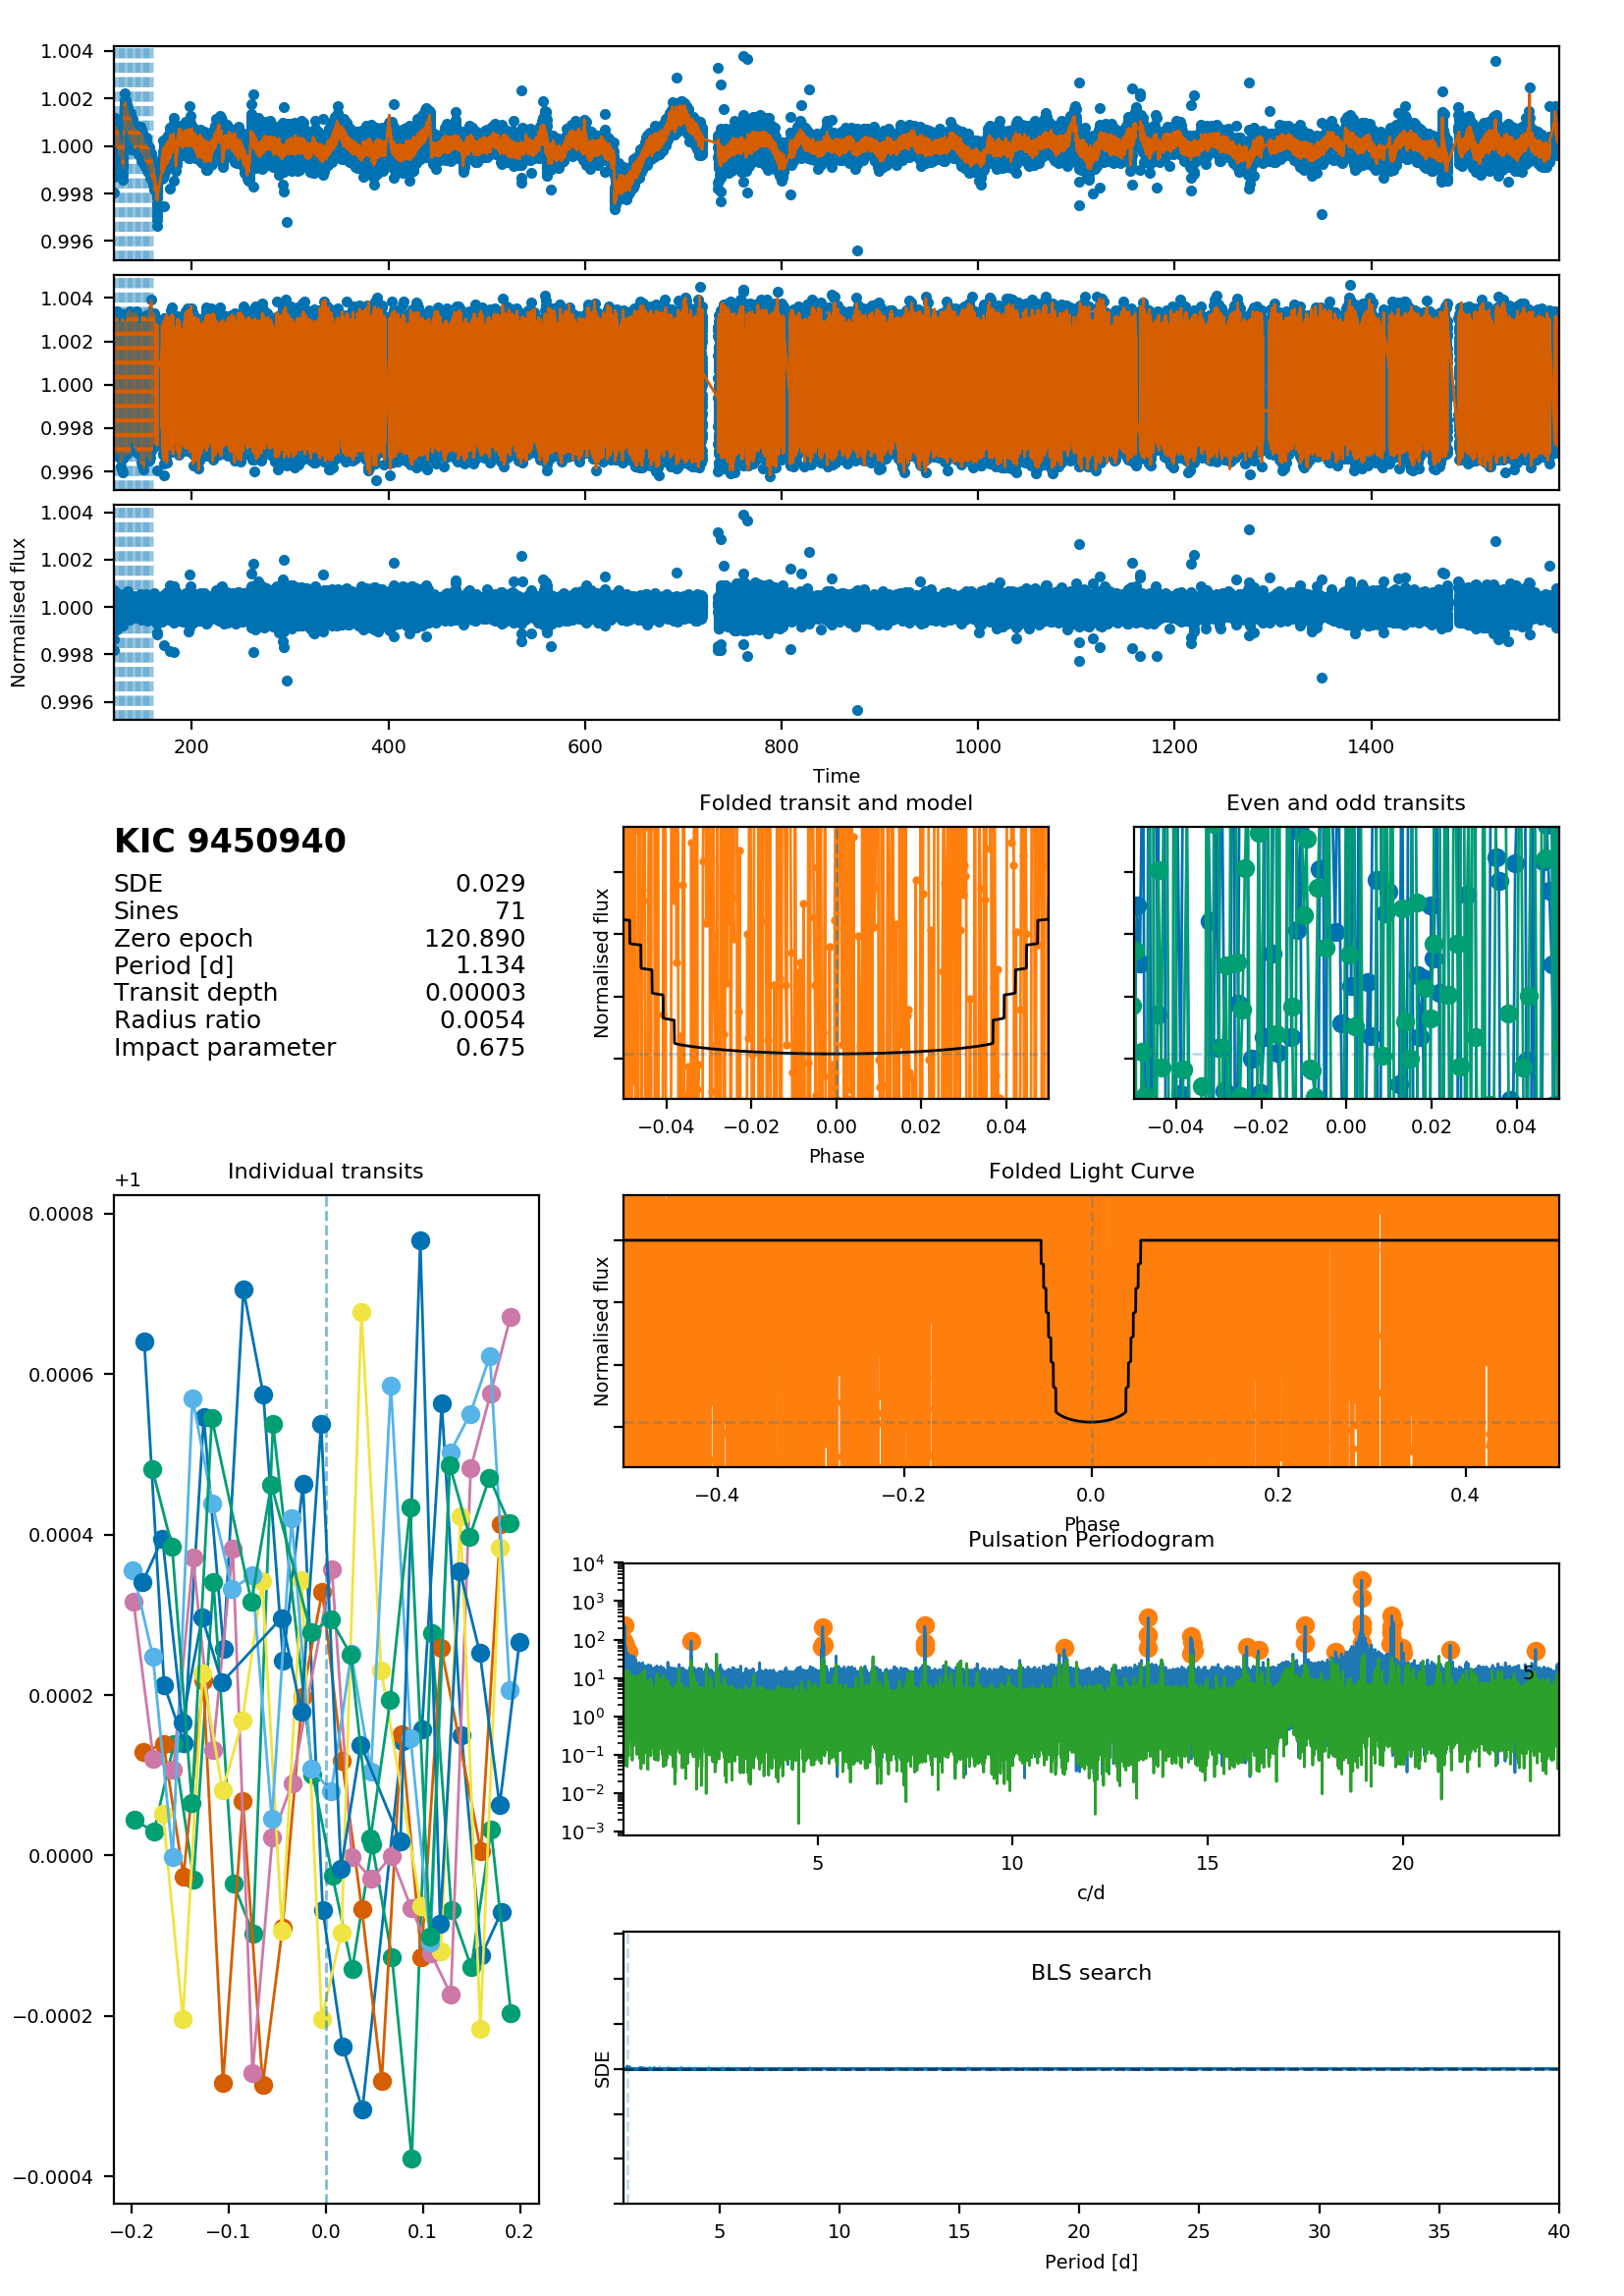 1.004
1.002
1.000
0.998
0.996
1.004
1.002
1.000
0.998
0.996
1.004
1.002
1.000
0.998
0.996
Normalised flux
200 400 600 800 1000 1200 1400
Time
KIC 9450940
SDE 0.029
Sines 71
Zero epoch 120.890
Period [d] 1.134
Transit depth 0.00003
Radius ratio 0.0054
Impact parameter 0.675
Folded transit and model
Normalised flux
−0.04 −0.02 0.00 0.02 0.04
Phase
Even and odd transits
−0.04 −0.02 0.00 0.02 0.04
Individual transits
+1
0.0008
0.0006
0.0004
0.0002
0.0000
−0.0002
−0.0004
−0.2 −0.1 0.0 0.1 0.2
Folded Light Curve
Normalised flux
−0.4 −0.2 0.0 0.2 0.4
Phase
Pulsation Periodogram
10⁴
10³
10²
10¹
10⁰
10⁻¹
10⁻²
10⁻³
5
5 10 15 20
c/d
BLS search
SDE
5 10 15 20 25 30 35 40
Period [d]